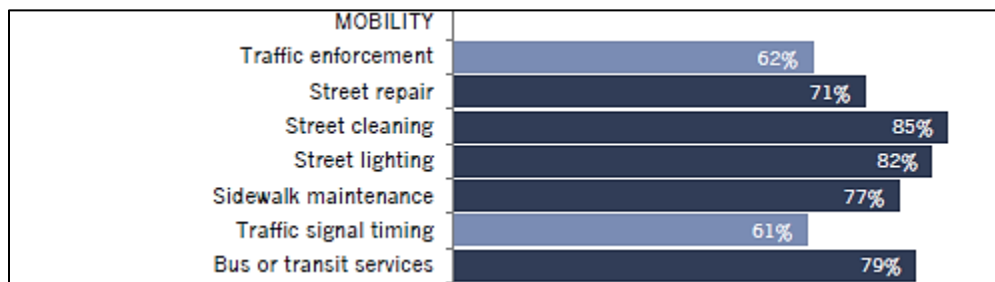 MOBILITY
Traffic enforcement 62%
Street repair 71%
Street cleaning 85%
Street lighting 82%
Sidewalk maintenance 77%
Traffic signal timing 61%
Bus or transit services 79%